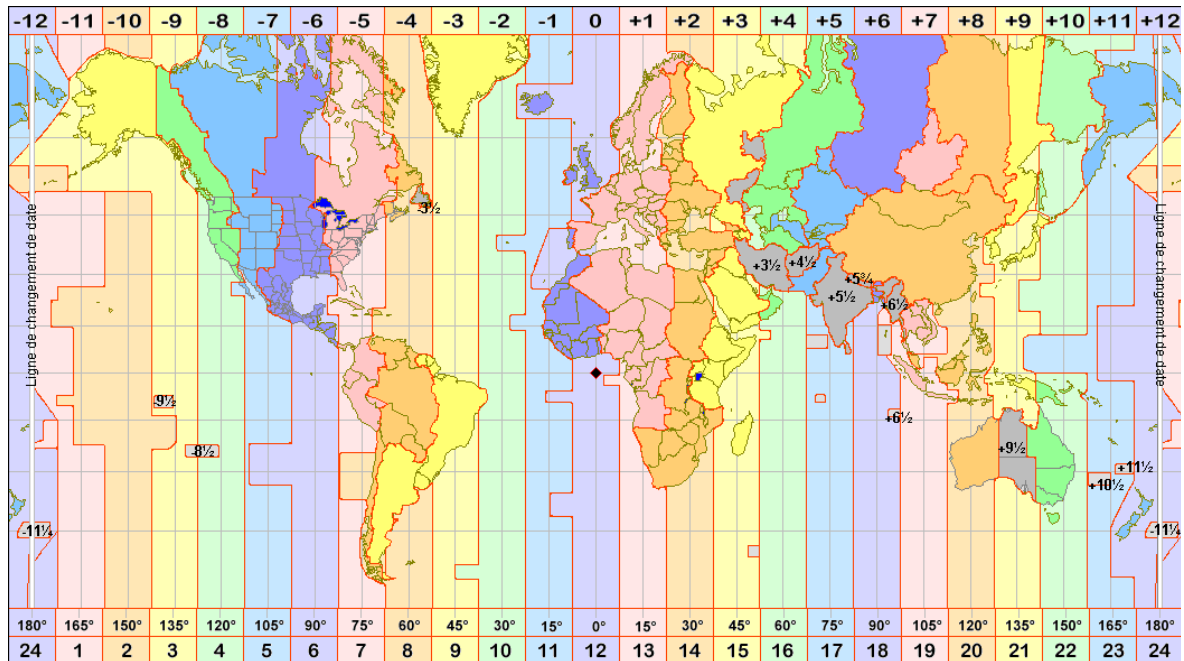 -12 -11 -10 -9 -8 -7 -6 -5 -4 -3 -2 -1 0 +1 +2 +3 +4 +5 +6 +7 +8 +9 +10 +11 +12
-3½
Ligne de changement de date
Ligne de changement de date
+3½
+4½
+5¾
+5½
+6½
-9½
+6½
-8½
+9½
+11½
+10½
-11¼
-11¼
180° 165° 150° 135° 120° 105° 90° 75° 60° 45° 30° 15° 0° 15° 30° 45° 60° 75° 90° 105° 120° 135° 150° 165° 180°
24 1 2 3 4 5 6 7 8 9 10 11 12 13 14 15 16 17 18 19 20 21 22 23 24